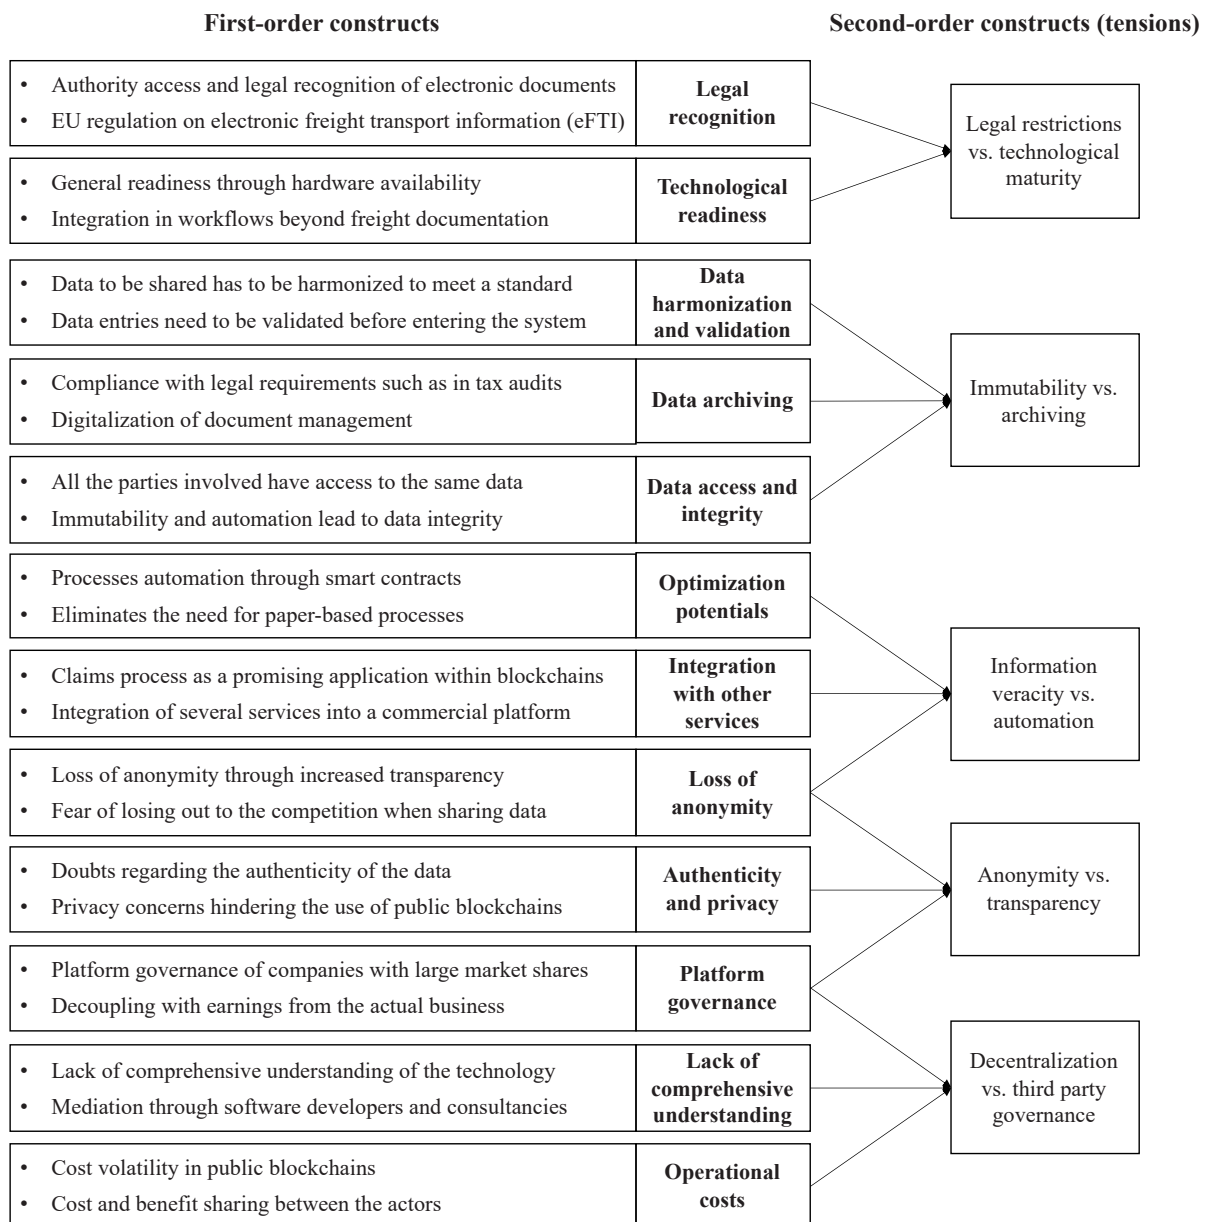 First-order constructs
Second-order constructs (tensions)
• Authority access and legal recognition of electronic documents
• EU regulation on electronic freight transport information (eFTI)
Legal
recognition
• General readiness through hardware availability
• Integration in workflows beyond freight documentation
Technological
readiness
Legal restrictions
vs. technological
maturity
• Data to be shared has to be harmonized to meet a standard
• Data entries need to be validated before entering the system
Data
harmonization
and validation
• Compliance with legal requirements such as in tax audits
• Digitalization of document management
Data archiving
• All the parties involved have access to the same data
• Immutability and automation lead to data integrity
Data access and
integrity
Immutability vs.
archiving
• Processes automation through smart contracts
• Eliminates the need for paper-based processes
Optimization
potentials
• Claims process as a promising application within blockchains
• Integration of several services into a commercial platform
Integration
with other
services
• Loss of anonymity through increased transparency
• Fear of losing out to the competition when sharing data
Loss of
anonymity
Information
veracity vs.
automation
• Doubts regarding the authenticity of the data
• Privacy concerns hindering the use of public blockchains
Authenticity
and privacy
Anonymity vs.
transparency
• Platform governance of companies with large market shares
• Decoupling with earnings from the actual business
Platform
governance
• Lack of comprehensive understanding of the technology
• Mediation through software developers and consultancies
Lack of
comprehensive
understanding
• Cost volatility in public blockchains
• Cost and benefit sharing between the actors
Operational
costs
Decentralization
vs. third party
governance